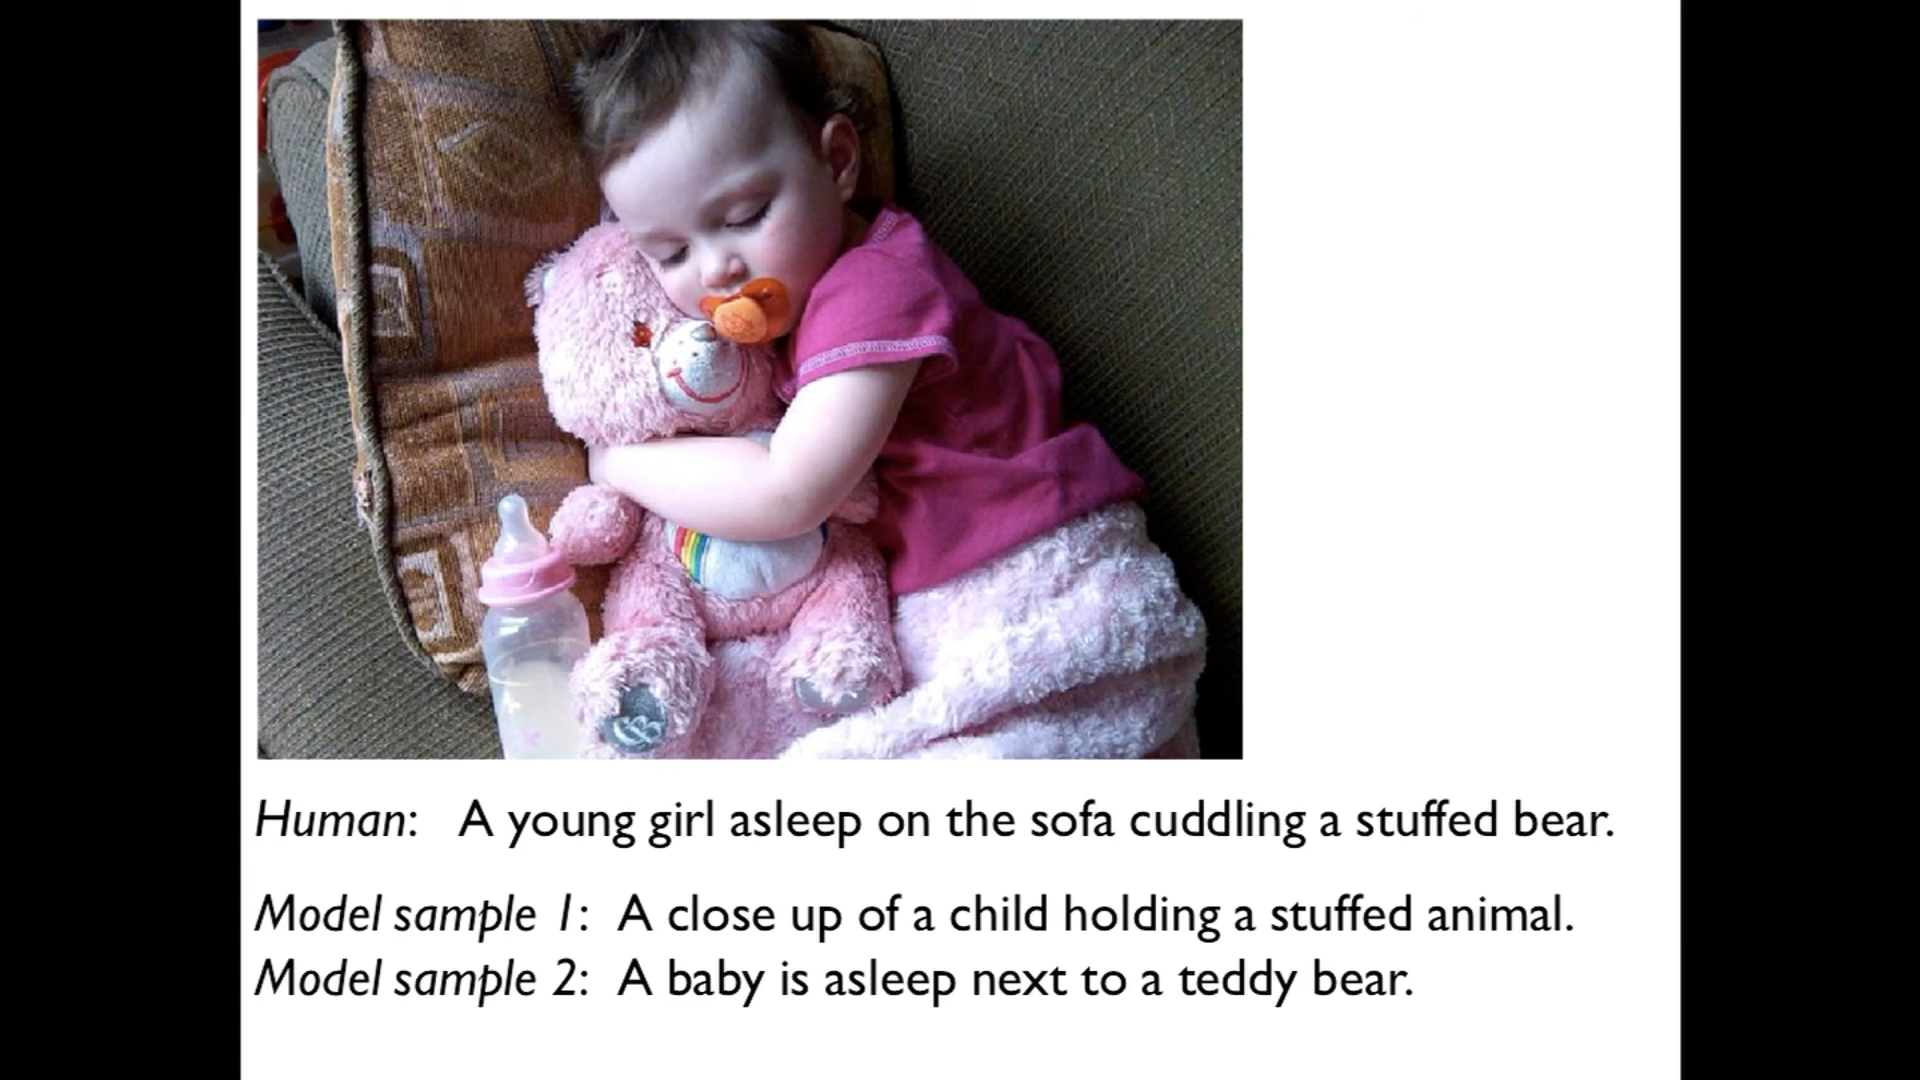 Human: A young girl asleep on the sofa cuddling a stuffed bear.
Model sample 1: A close up of a child holding a stuffed animal.
Model sample 2: A baby is asleep next to a teddy bear.